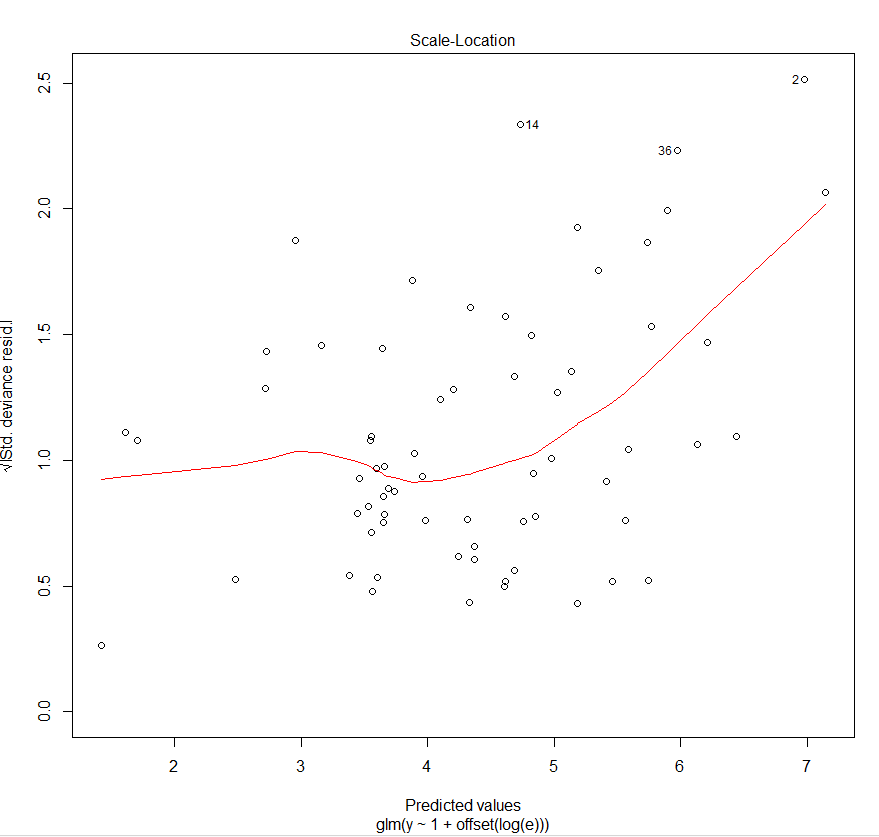 Scale-Location
2.5
2.0
1.5
1.0
0.5
0.0
√|Std. deviance resid.|
2
14
36
2 3 4 5 6 7
Predicted values
glm(y ~ 1 + offset(log(e)))